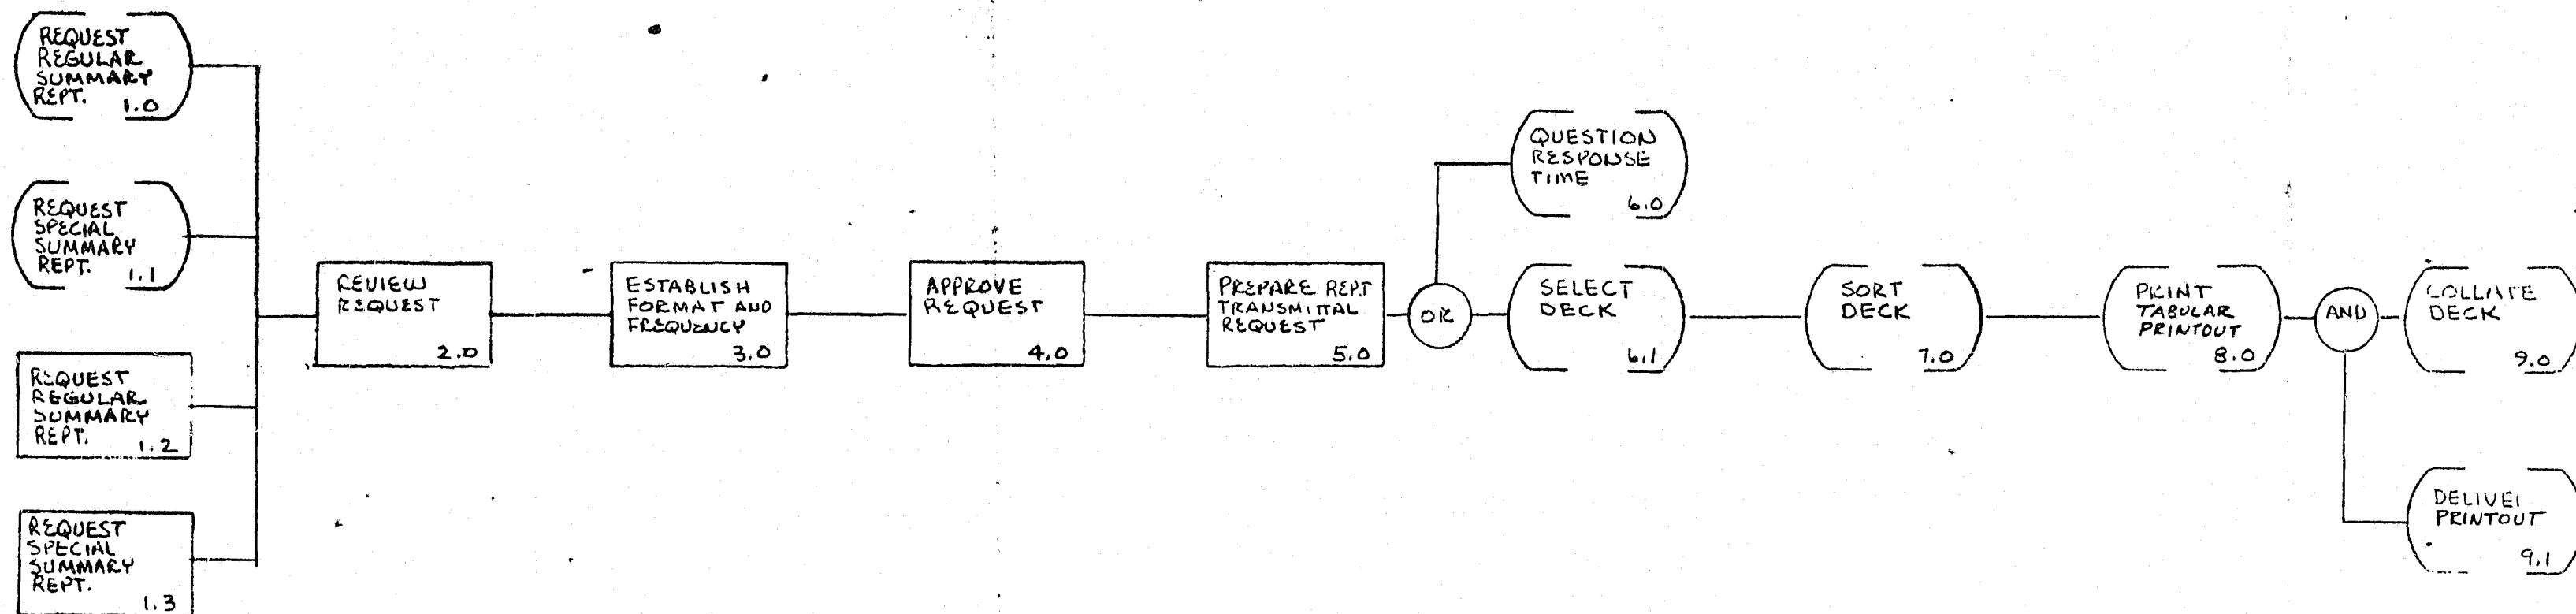 REQUEST
REGULAR
SUMMARY
REPT.
1.0
REQUEST
SPECIAL
SUMMARY
REPT.
1.1
REQUEST
REGULAR
SUMMARY
REPT.
1.2
REQUEST
SPECIAL
SUMMARY
REPT.
1.3
REVIEW
REQUEST
2.0
ESTABLISH
FORMAT AND
FREQUENCY
3.0
APPROVE
REQUEST
4.0
PREPARE REPT
TRANSMITTAL
REQUEST
5.0
OR
QUESTION
RESPONSE
TIME
6.0
SELECT
DECK
6.1
SORT
DECK
7.0
PRINT
TABULAR
PRINTOUT
8.0
AND
COLLATE
DECK
9.0
DELIVER
PRINTOUT
9.1